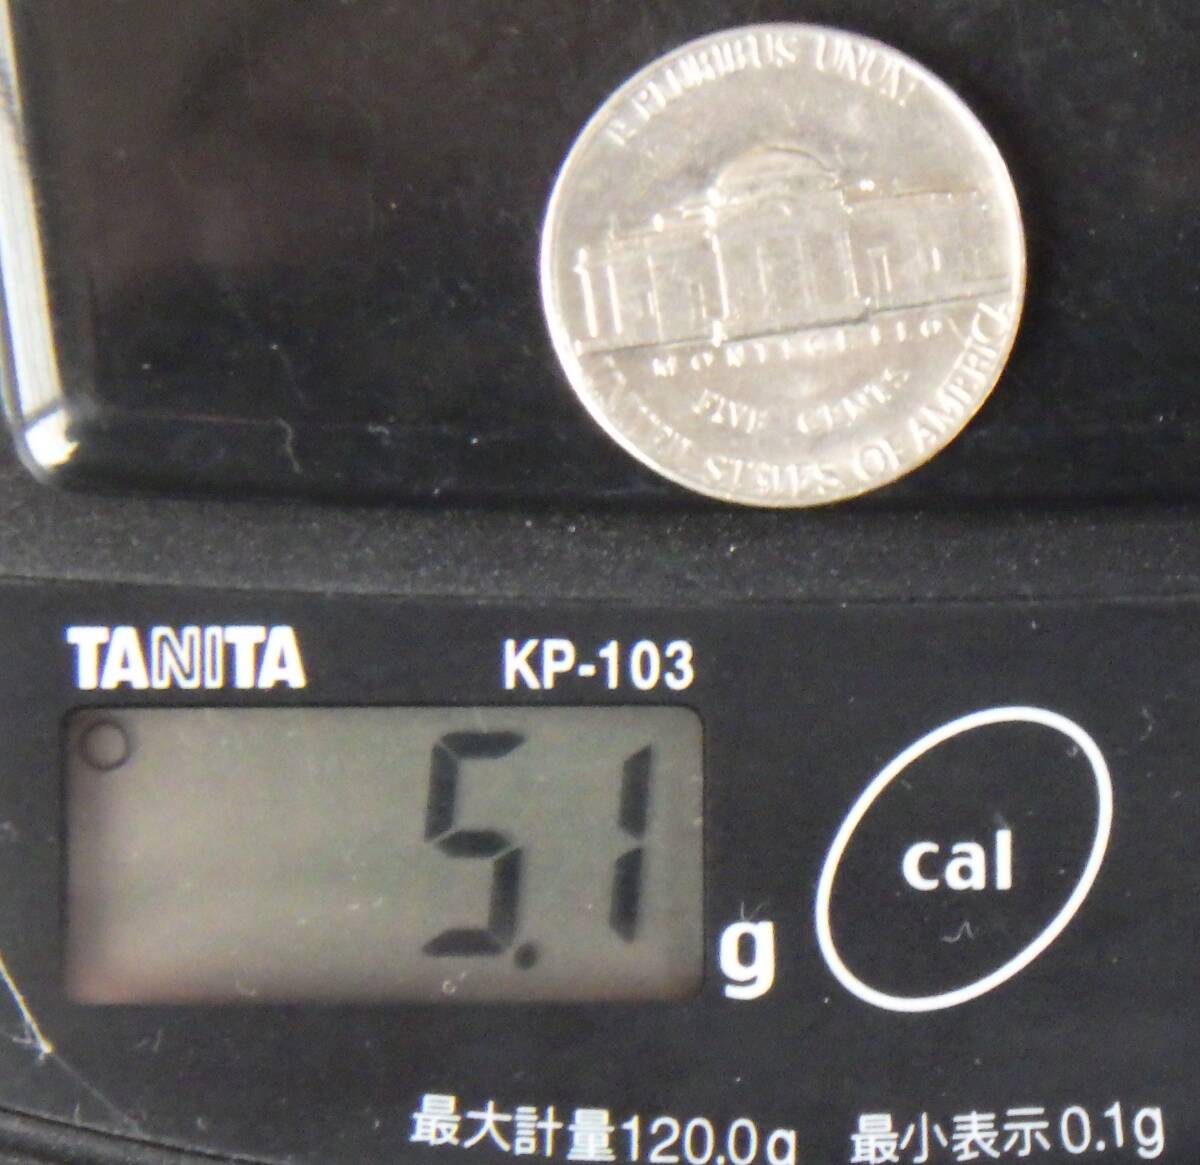 E PLURIBUS UNUM
MONTICELLO
FIVE CENTS
UNITED STATES OF AMERICA
TANITA KP-103
5.1 g
cal
最大計量120.0g 最小表示0.1g